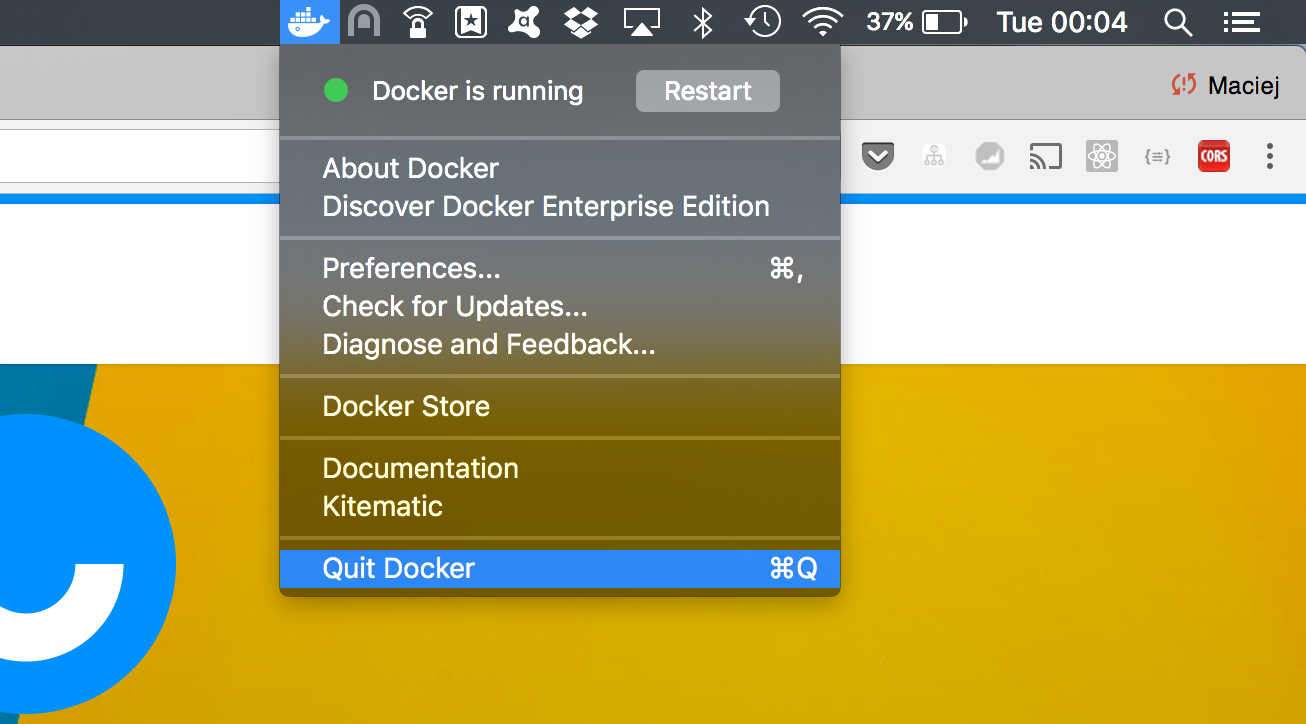 37%
Tue 00:04
Docker is running
Restart
Maciej
About Docker
Discover Docker Enterprise Edition
CORS
Preferences...
⌘,
Check for Updates...
Diagnose and Feedback...
Docker Store
Documentation
Kitematic
Quit Docker
⌘Q